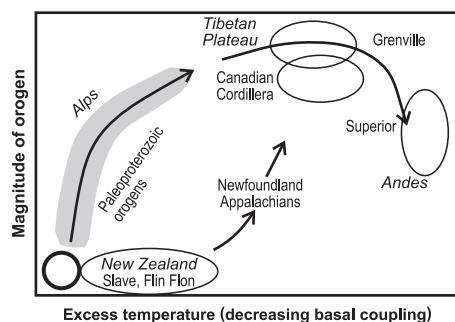 Magnitude of orogen
Tibetan
Plateau
Grenville
Canadian
Cordillera
Alps
Paleoproterozoic
orogens
Superior
Andes
Newfoundland
Appalachians
New Zealand
Slave, Flin Flon
Excess temperature (decreasing basal coupling)